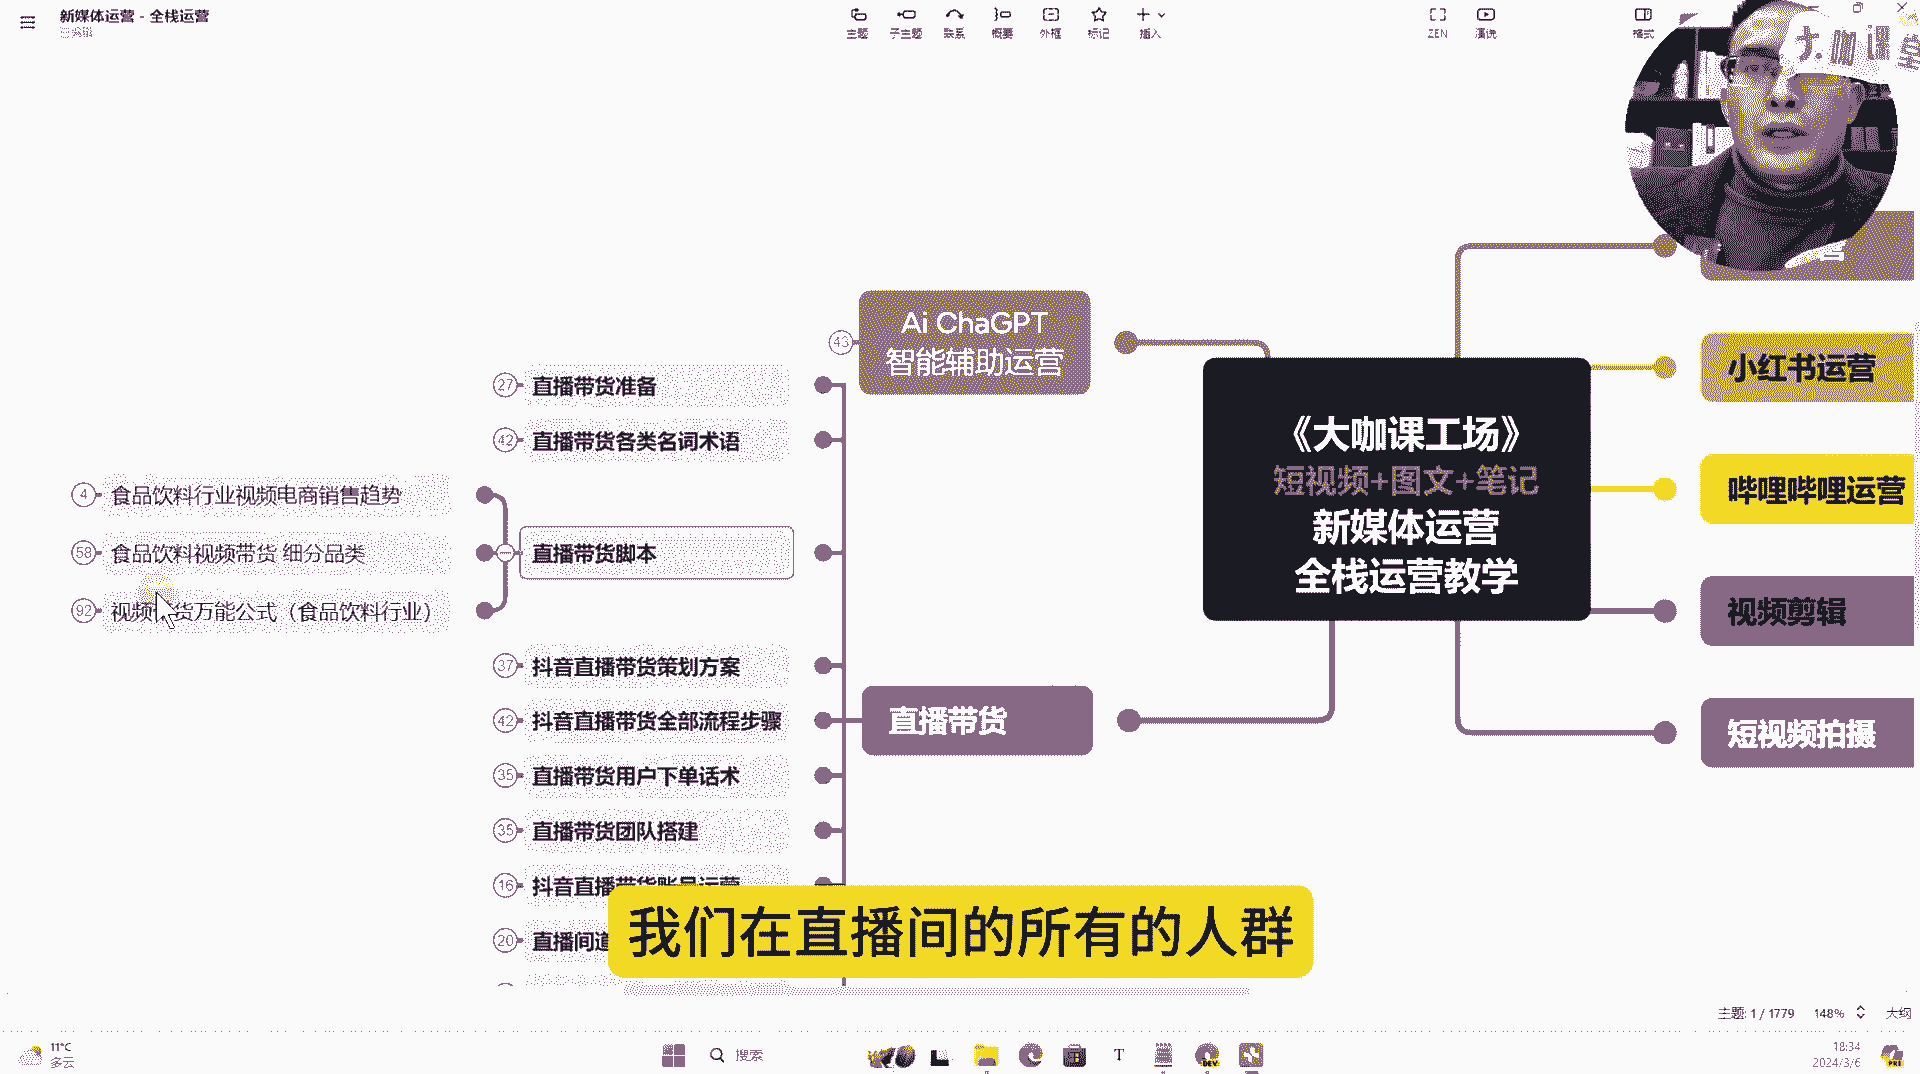 新媒体运营 - 全栈运营
已编辑
主题
子主题
联系
概要
外框
标记
插入
ZEN
演说
格式
大咖课堂
43
Ai ChaGPT
智能辅助运营
27
直播带货准备
42
直播带货各类名词术语
4
食品饮料行业视频电商销售趋势
58
食品饮料视频带货 细分品类
92
视频 货万能公式（食品饮料行业）
直播带货脚本
37
抖音直播带货策划方案
42
抖音直播带货全部流程步骤
35
直播带货用户下单话术
35
直播带货团队搭建
16
抖音直播带货账号运营
20
直播间道
直播带货
《大咖课工场》
短视频+图文+笔记
新媒体运营
全栈运营教学
小红书运营
哔哩哔哩运营
视频剪辑
短视频拍摄
我们在直播间的所有的人群
主题: 1 / 1779
148%
大纲
11°C
多云
搜索
T
DEV
18:34
2024/3/6
PRE